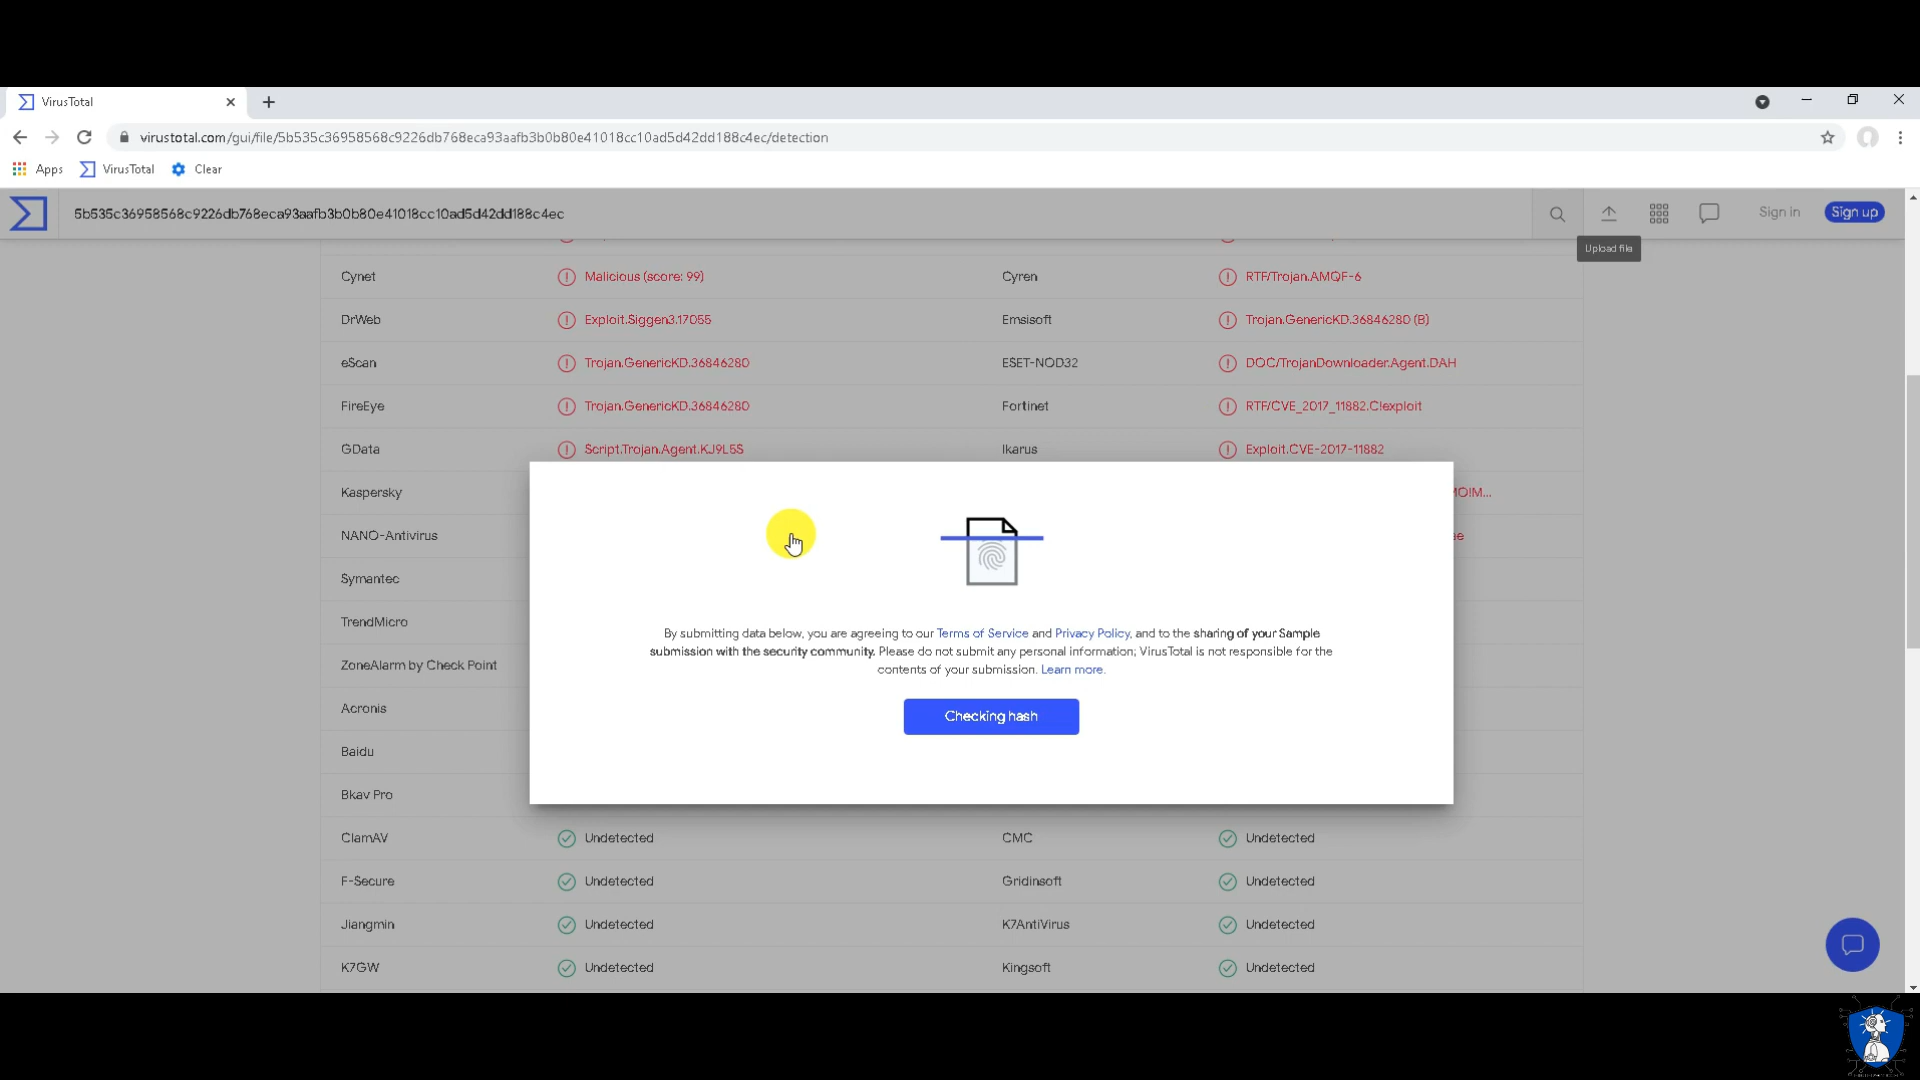 VirusTotal
virustotal.com/gui/file/5b535c36958568c9226db768eca93aafb3b0b80e41018cc10ad5d42dd188c4ec/detection
Apps VirusTotal Clear
5b535c36958568c9226db768eca93aafb3b0b80e41018cc10ad5d42dd188c4ec Sign in Sign up
Upload file
Cynet Malicious (score: 99) Cyren RTF/Trojan.AMQF-6
DrWeb Exploit.Siggen3.17055 Emsisoft Trojan.GenericKD.36846280 (B)
eScan Trojan.GenericKD.36846280 ESET-NOD32 DOC/TrojanDownloader.Agent.DAH
FireEye Trojan.GenericKD.36846280 Fortinet RTF/CVE_2017_11882.C!exploit
GData Script.Trojan.Agent.KJ9L5S Ikarus Exploit.CVE-2017-11882
Kaspersky
NANO-Antivirus
Symantec
TrendMicro
ZoneAlarm by Check Point
Acronis
Baidu
Bkav Pro
By submitting data below, you are agreeing to our Terms of Service and Privacy Policy, and to the sharing of your Sample
submission with the security community. Please do not submit any personal information; VirusTotal is not responsible for the
contents of your submission. Learn more.
Checking hash
ClamAV Undetected CMC Undetected
F-Secure Undetected Gridinsoft Undetected
Jiangmin Undetected K7AntiVirus Undetected
K7GW Undetected Kingsoft Undetected